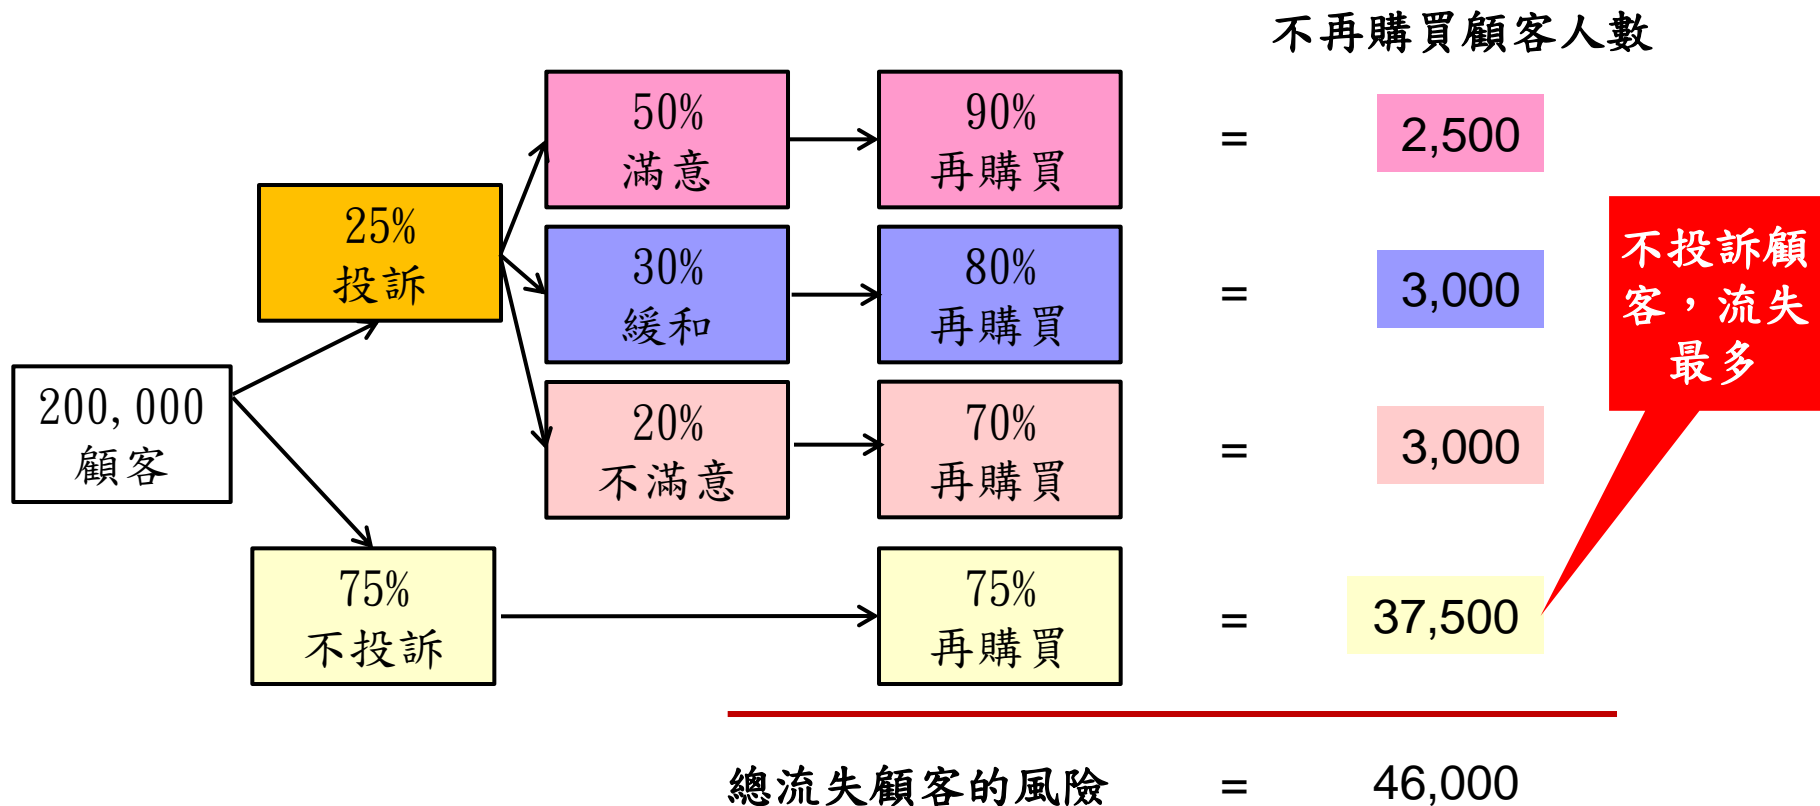 不再購買顧客人數
50%
滿意
90%
再購買
=
2,500
25%
投訴
30%
緩和
80%
再購買
=
3,000
不投訴顧
客，流失
最多
200,000
顧客
20%
不滿意
70%
再購買
=
3,000
75%
不投訴
75%
再購買
=
37,500
總流失顧客的風險
=
46,000